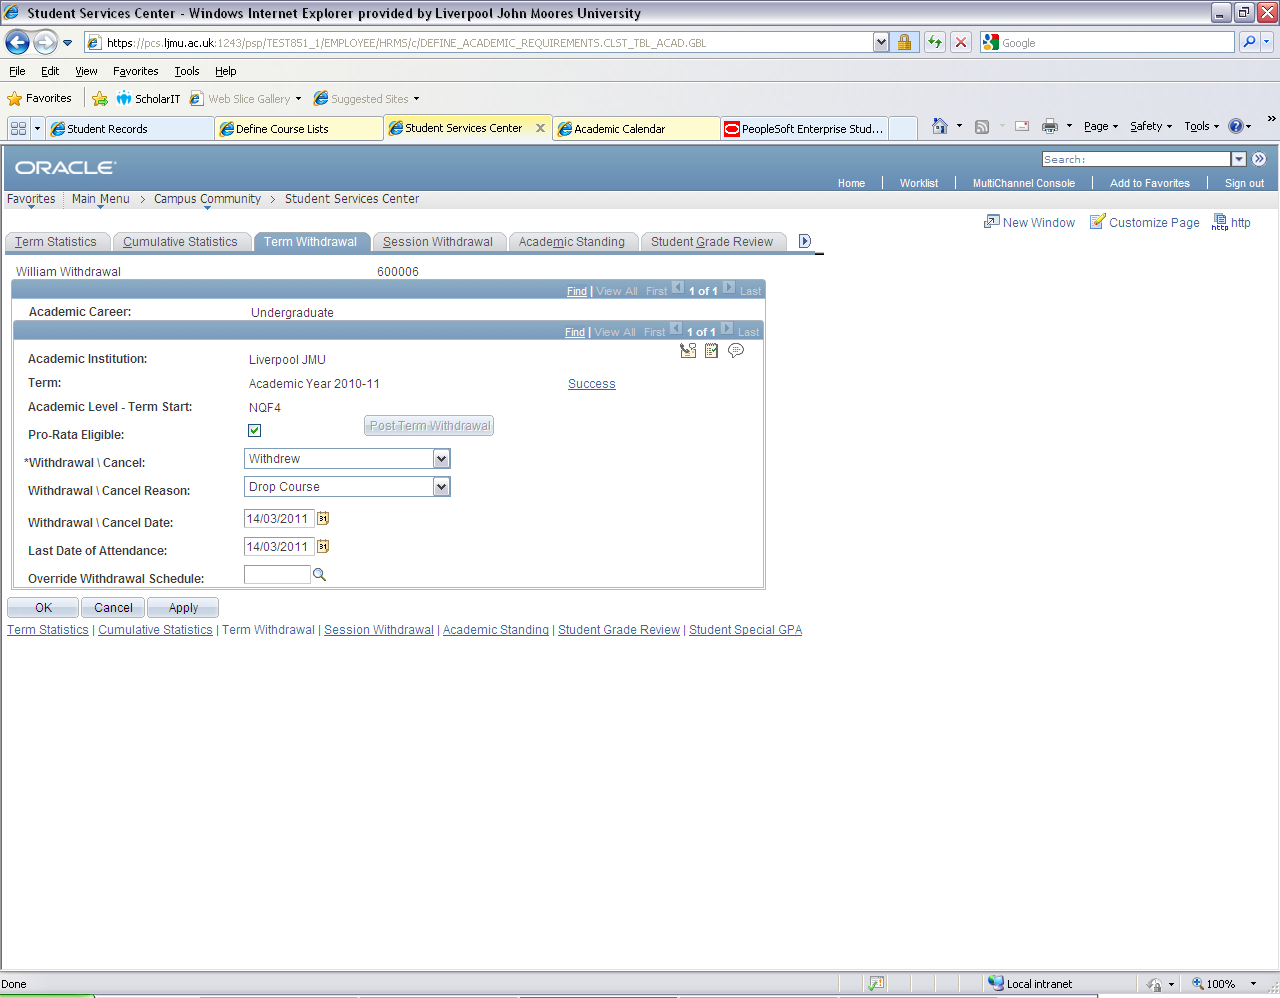 Student Services Center - Windows Internet Explorer provided by Liverpool John Moores University
https://pcs.ljmu.ac.uk:1243/psp/TEST851_1/EMPLOYEE/HRMS/c/DEFINE_ACADEMIC_REQUIREMENTS.CLST_TBL_ACAD.GBL Google
File Edit View Favorites Tools Help
Favorites ScholarIT Web Slice Gallery Suggested Sites
Student Records Define Course Lists Student Services Center Academic Calendar PeopleSoft Enterprise Stud... Page Safety Tools
ORACLE Search:
Home Worklist MultiChannel Console Add to Favorites Sign out
Favorites Main Menu > Campus Community > Student Services Center
New Window Customize Page http
Term Statistics Cumulative Statistics Term Withdrawal Session Withdrawal Academic Standing Student Grade Review
William Withdrawal 600006
Find | View All First 1 of 1 Last
Academic Career: Undergraduate
Find | View All First 1 of 1 Last
Academic Institution: Liverpool JMU
Term: Academic Year 2010-11 Success
Academic Level - Term Start: NQF4
Pro-Rata Eligible: Post Term Withdrawal
*Withdrawal \ Cancel: Withdrew
Withdrawal \ Cancel Reason: Drop Course
Withdrawal \ Cancel Date: 14/03/2011
Last Date of Attendance: 14/03/2011
Override Withdrawal Schedule:
OK Cancel Apply
Term Statistics | Cumulative Statistics | Term Withdrawal | Session Withdrawal | Academic Standing | Student Grade Review | Student Special GPA
Done Local intranet 100%